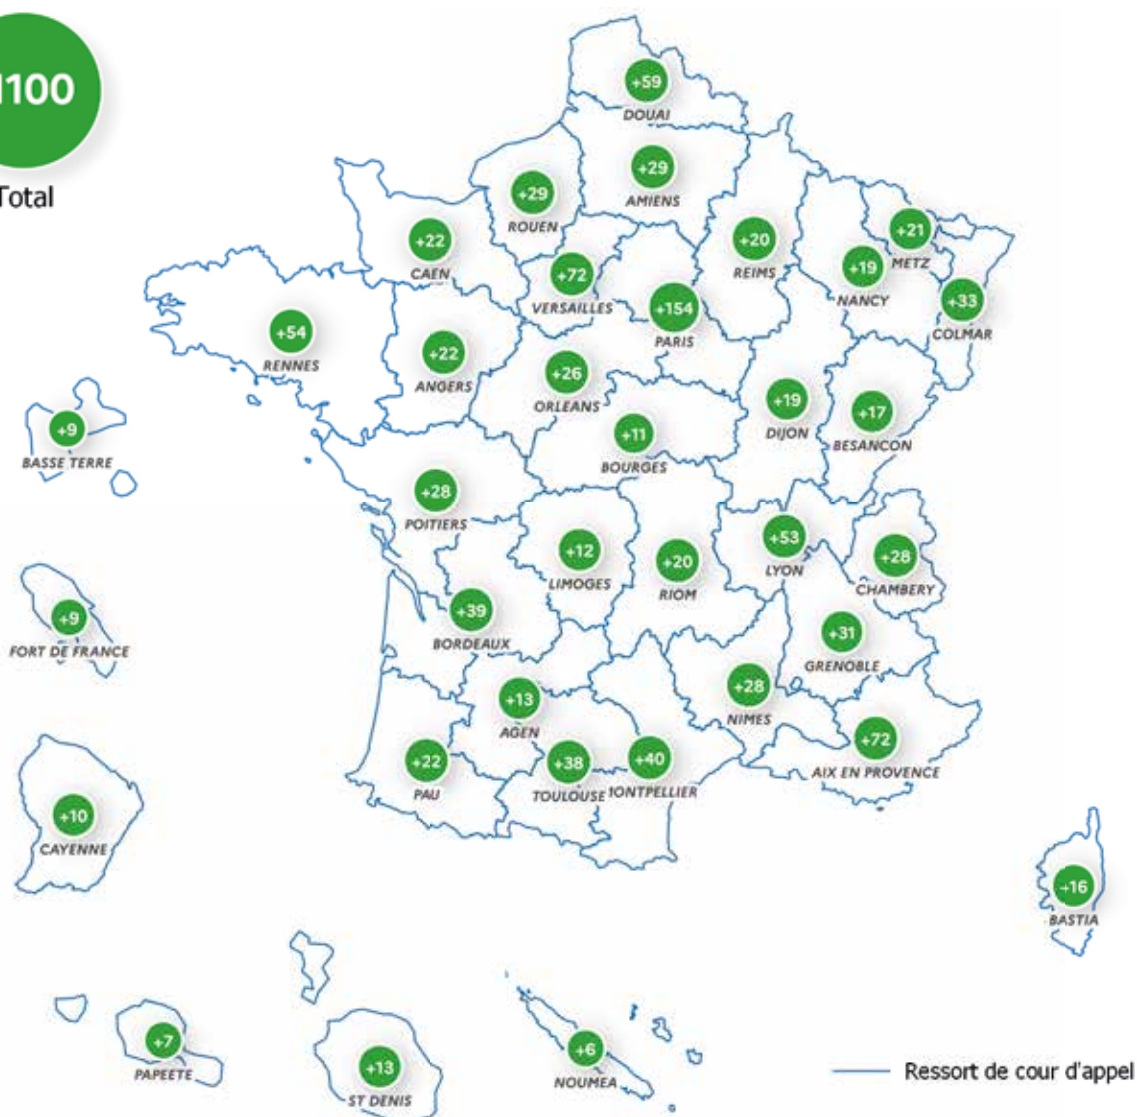 1100
Total
+59
DOUAI
+29
AMIENS
+29
ROUEN
+22
CAEN
+20
REIMS
+21
METZ
+19
NANCY
+72
VERSAILLES
+154
PARIS
+33
COLMAR
+54
RENNES
+22
ANGERS
+26
ORLEANS
+19
DIJON
+17
BESANCON
+9
BASSE TERRE
+11
BOURGES
+28
POITIERS
+12
LIMOGES
+20
RIOM
+53
LYON
+28
CHAMBERY
+9
FORT DE FRANCE
+39
BORDEAUX
+31
GRENOBLE
+13
AGEN
+28
NIMES
+72
AIX EN PROVENCE
+22
PAU
+38
TOULOUSE
+40
MONTPELLIER
+10
CAYENNE
+16
BASTIA
+7
PAPEETE
+13
ST DENIS
+6
NOUMEA
Ressort de cour d'appel